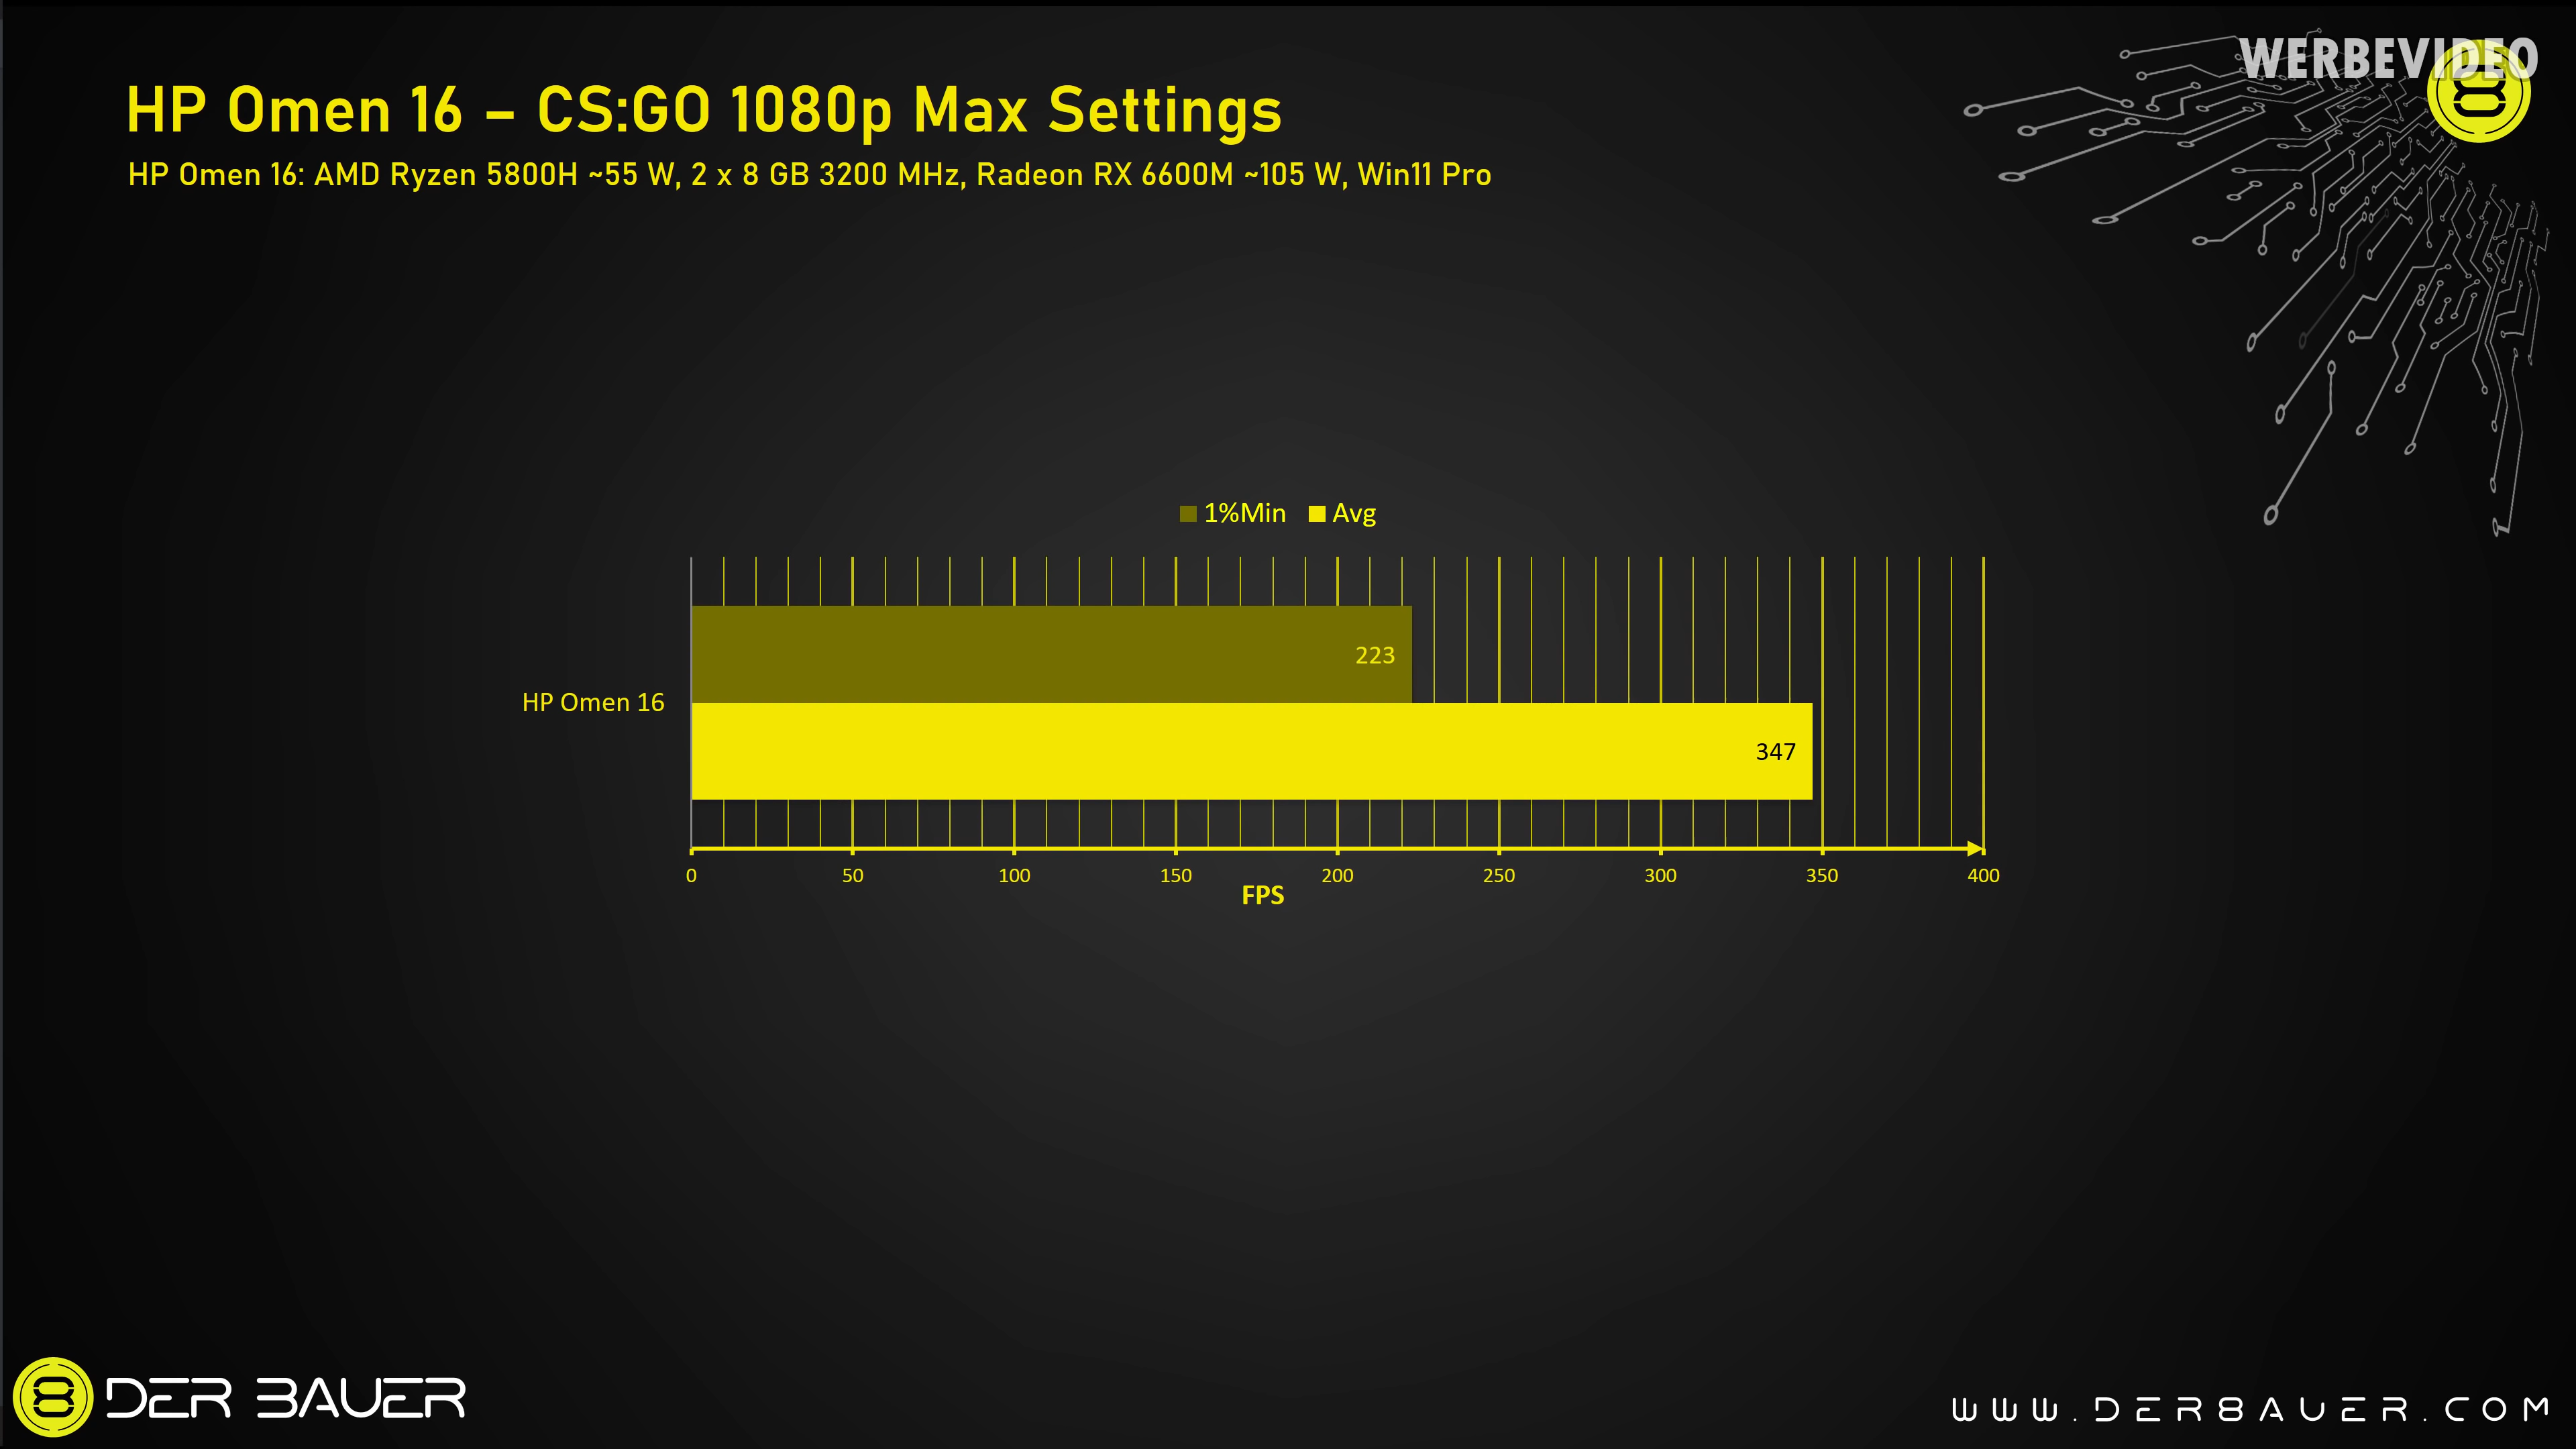 WERBEVIDEO
HP Omen 16 – CS:GO 1080p Max Settings
HP Omen 16: AMD Ryzen 5800H ~55 W, 2 x 8 GB 3200 MHz, Radeon RX 6600M ~105 W, Win11 Pro
1%Min Avg
223
HP Omen 16
347
0 50 100 150 200 250 300 350 400
FPS
8 DER 8AUER
WWW.DER8AUER.COM